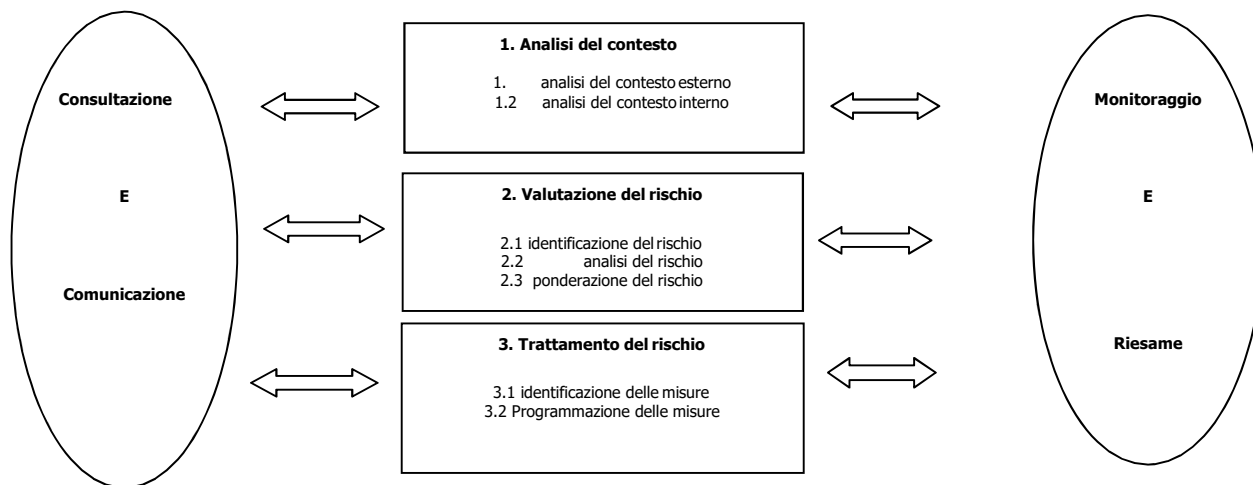 Consultazione
E
Comunicazione
1. Analisi del contesto
1. analisi del contesto esterno
1.2 analisi del contesto interno
2. Valutazione del rischio
2.1 identificazione del rischio
2.2 analisi del rischio
2.3 ponderazione del rischio
3. Trattamento del rischio
3.1 identificazione delle misure
3.2 Programmazione delle misure
Monitoraggio
E
Riesame